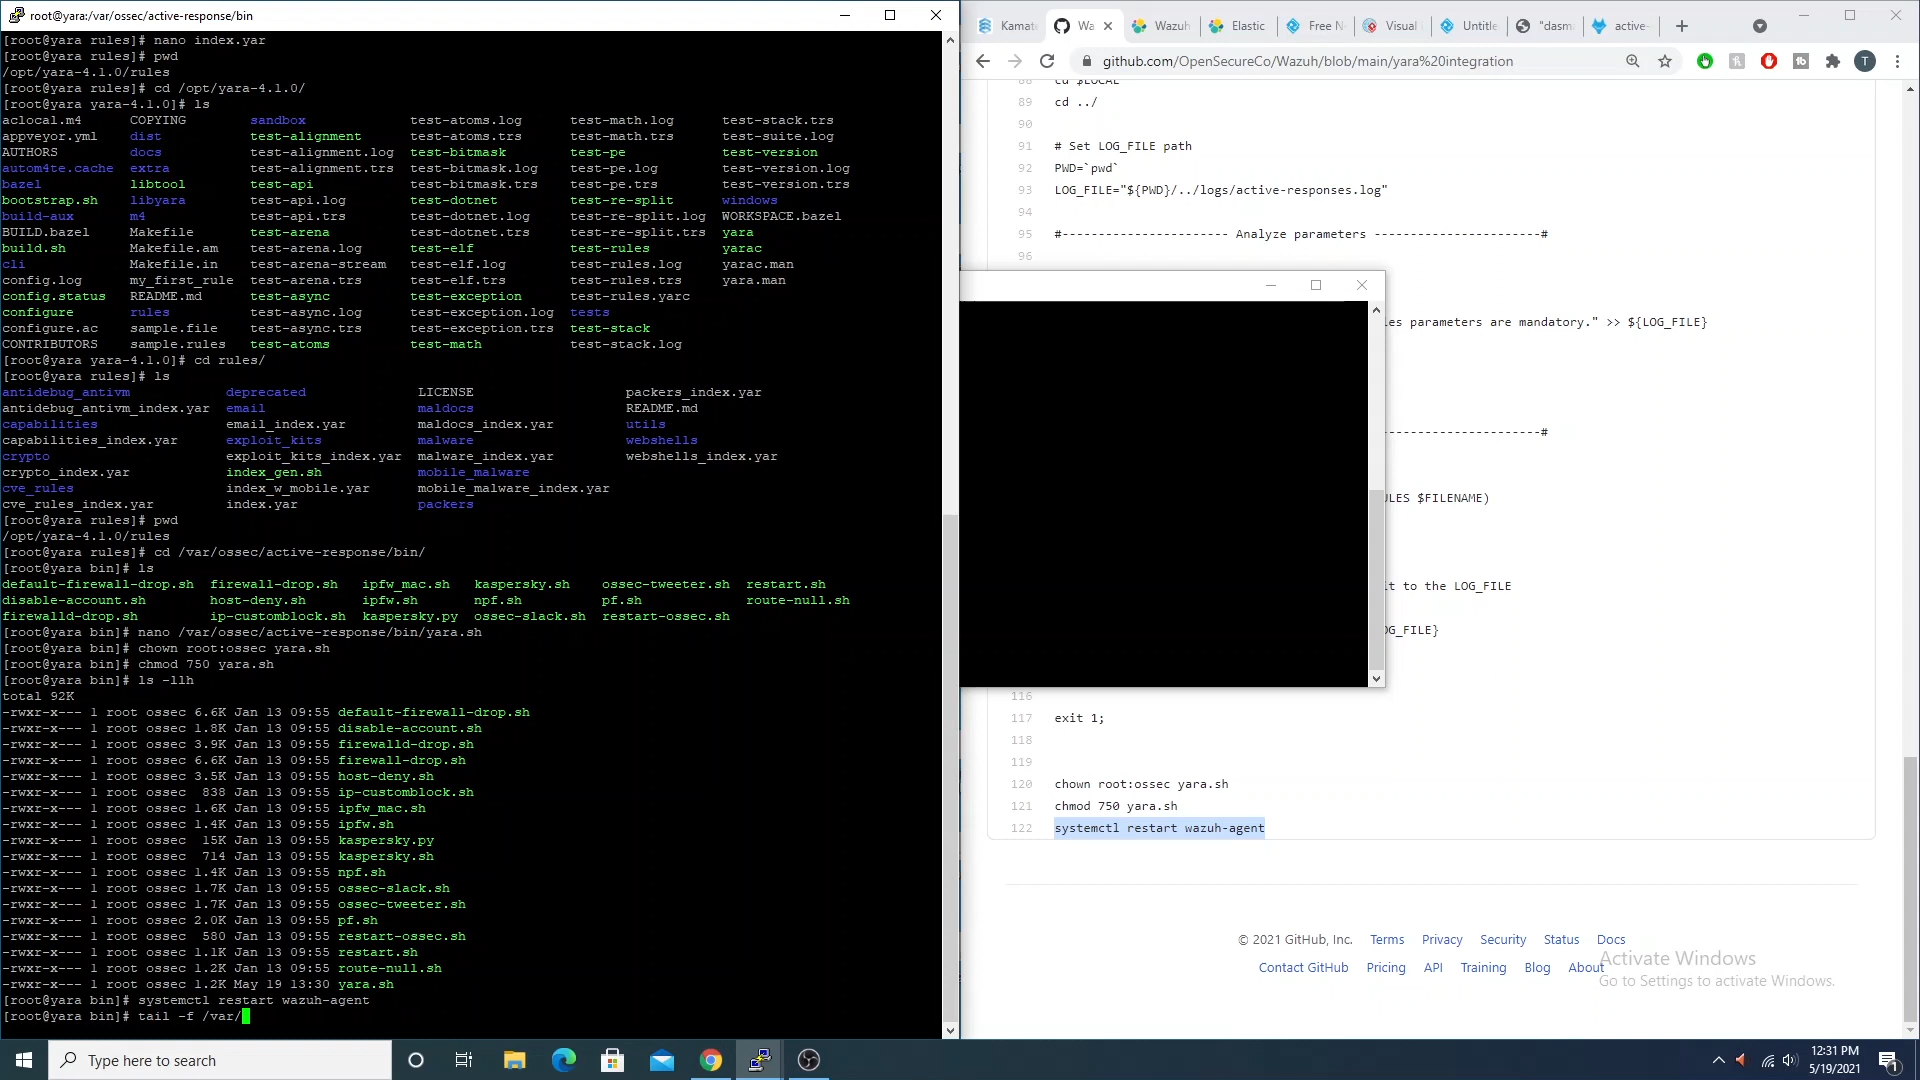 root@yara:/var/ossec/active-response/bin
[root@yara rules]# nano index.yar
[root@yara rules]# pwd
/opt/yara-4.1.0/rules
[root@yara rules]# cd /opt/yara-4.1.0/
[root@yara yara-4.1.0]# ls
aclocal.m4 COPYING sandbox test-atoms.log test-math.log test-stack.trs
appveyor.yml dist test-alignment test-atoms.trs test-math.trs test-suite.log
AUTHORS docs test-alignment.log test-bitmask test-pe test-version
autom4te.cache extra test-alignment.trs test-bitmask.log test-pe.log test-version.log
bazel libtool test-api test-bitmask.trs test-pe.trs test-version.trs
bootstrap.sh libyara test-api.log test-dotnet test-re-split windows
build-aux m4 test-api.trs test-dotnet.log test-re-split.log WORKSPACE.bazel
BUILD.bazel Makefile test-arena test-dotnet.trs test-re-split.trs yara
build.sh Makefile.am test-arena.log test-elf test-rules yarac
cli Makefile.in test-arena-stream test-elf.log test-rules.log yarac.man
config.log my_first_rule test-arena.trs test-elf.trs test-rules.trs yara.man
config.status README.md test-async test-exception test-rules.yarc
configure rules test-async.log test-exception.log tests
configure.ac sample.file test-async.trs test-exception.trs test-stack
CONTRIBUTORS sample.rules test-atoms test-math test-stack.log
[root@yara yara-4.1.0]# cd rules/
[root@yara rules]# ls
antidebug_antivm deprecated LICENSE packers_index.yar
antidebug_antivm_index.yar email maldocs README.md
capabilities email_index.yar maldocs_index.yar utils
capabilities_index.yar exploit_kits malware webshells
crypto exploit_kits_index.yar malware_index.yar webshells_index.yar
crypto_index.yar index_gen.sh mobile_malware
cve_rules index_w_mobile.yar mobile_malware_index.yar
cve_rules_index.yar index.yar packers
[root@yara rules]# pwd
/opt/yara-4.1.0/rules
[root@yara rules]# cd /var/ossec/active-response/bin/
[root@yara bin]# ls
default-firewall-drop.sh firewall-drop.sh ipfw_mac.sh kaspersky.sh ossec-tweeter.sh restart.sh
disable-account.sh host-deny.sh ipfw.sh npf.sh pf.sh route-null.sh
firewalld-drop.sh ip-customblock.sh kaspersky.py ossec-slack.sh restart-ossec.sh
[root@yara bin]# nano /var/ossec/active-response/bin/yara.sh
[root@yara bin]# chown root:ossec yara.sh
[root@yara bin]# chmod 750 yara.sh
[root@yara bin]# ls -llh
total 92K
-rwxr-x--- 1 root ossec 6.6K Jan 13 09:55 default-firewall-drop.sh
-rwxr-x--- 1 root ossec 1.8K Jan 13 09:55 disable-account.sh
-rwxr-x--- 1 root ossec 3.9K Jan 13 09:55 firewalld-drop.sh
-rwxr-x--- 1 root ossec 6.6K Jan 13 09:55 firewall-drop.sh
-rwxr-x--- 1 root ossec 3.5K Jan 13 09:55 host-deny.sh
-rwxr-x--- 1 root ossec 838 Jan 13 09:55 ip-customblock.sh
-rwxr-x--- 1 root ossec 1.6K Jan 13 09:55 ipfw_mac.sh
-rwxr-x--- 1 root ossec 1.4K Jan 13 09:55 ipfw.sh
-rwxr-x--- 1 root ossec 15K Jan 13 09:55 kaspersky.py
-rwxr-x--- 1 root ossec 714 Jan 13 09:55 kaspersky.sh
-rwxr-x--- 1 root ossec 1.4K Jan 13 09:55 npf.sh
-rwxr-x--- 1 root ossec 1.7K Jan 13 09:55 ossec-slack.sh
-rwxr-x--- 1 root ossec 1.7K Jan 13 09:55 ossec-tweeter.sh
-rwxr-x--- 1 root ossec 2.0K Jan 13 09:55 pf.sh
-rwxr-x--- 1 root ossec 580 Jan 13 09:55 restart-ossec.sh
-rwxr-x--- 1 root ossec 1.1K Jan 13 09:55 restart.sh
-rwxr-x--- 1 root ossec 1.2K Jan 13 09:55 route-null.sh
-rwxr-x--- 1 root ossec 1.2K May 19 13:30 yara.sh
[root@yara bin]# systemctl restart wazuh-agent
[root@yara bin]# tail -f /var/
Kamate Wa Wazuh Elastic Free N Visual Untitle "dasm active-
github.com/OpenSecureCo/Wazuh/blob/main/yara%20integration
T
88 cd $LOCAL
89 cd ../
90
91 # Set LOG_FILE path
92 PWD=`pwd`
93 LOG_FILE="${PWD}/../logs/active-responses.log"
94
95 #----------------------- Analyze parameters -----------------------#
96
les parameters are mandatory." >> ${LOG_FILE}
----------------------#
ULES $FILENAME)
it to the LOG_FILE
OG_FILE}
116
117 exit 1;
118
119
120 chown root:ossec yara.sh
121 chmod 750 yara.sh
122 systemctl restart wazuh-agent
© 2021 GitHub, Inc. Terms Privacy Security Status Docs
Contact GitHub Pricing API Training Blog About
Activate Windows
Go to Settings to activate Windows.
Type here to search
12:31 PM
5/19/2021
1